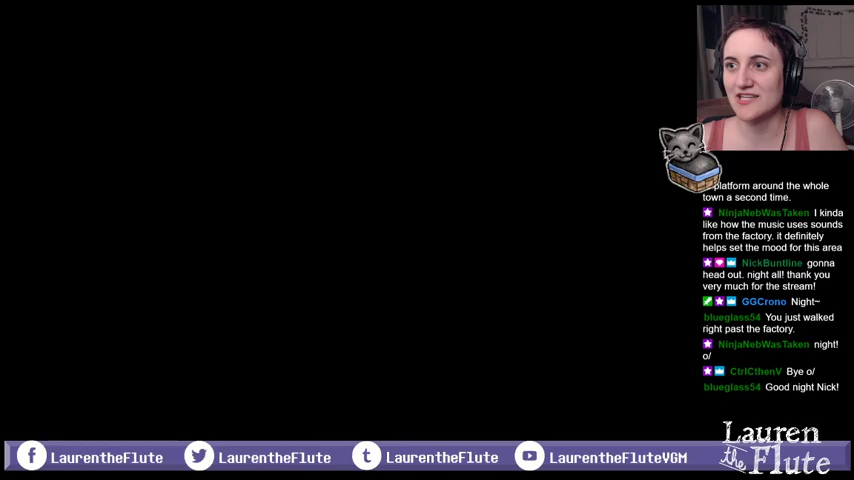 platform around the whole
town a second time.
NinjaNebWasTaken I kinda
like how the music uses sounds
from the factory. it definitely
helps set the mood for this area
NickBuntline gonna
head out. night all! thank you
very much for the stream!
GGCrono Night~
blueglass54 You just walked
right past the factory.
NinjaNebWasTaken night!
o/
CtrlCthenV Bye o/
blueglass54 Good night Nick!
LaurentheFlute
LaurentheFlute
LaurentheFlute
LaurentheFluteVGM
Lauren
the Flute